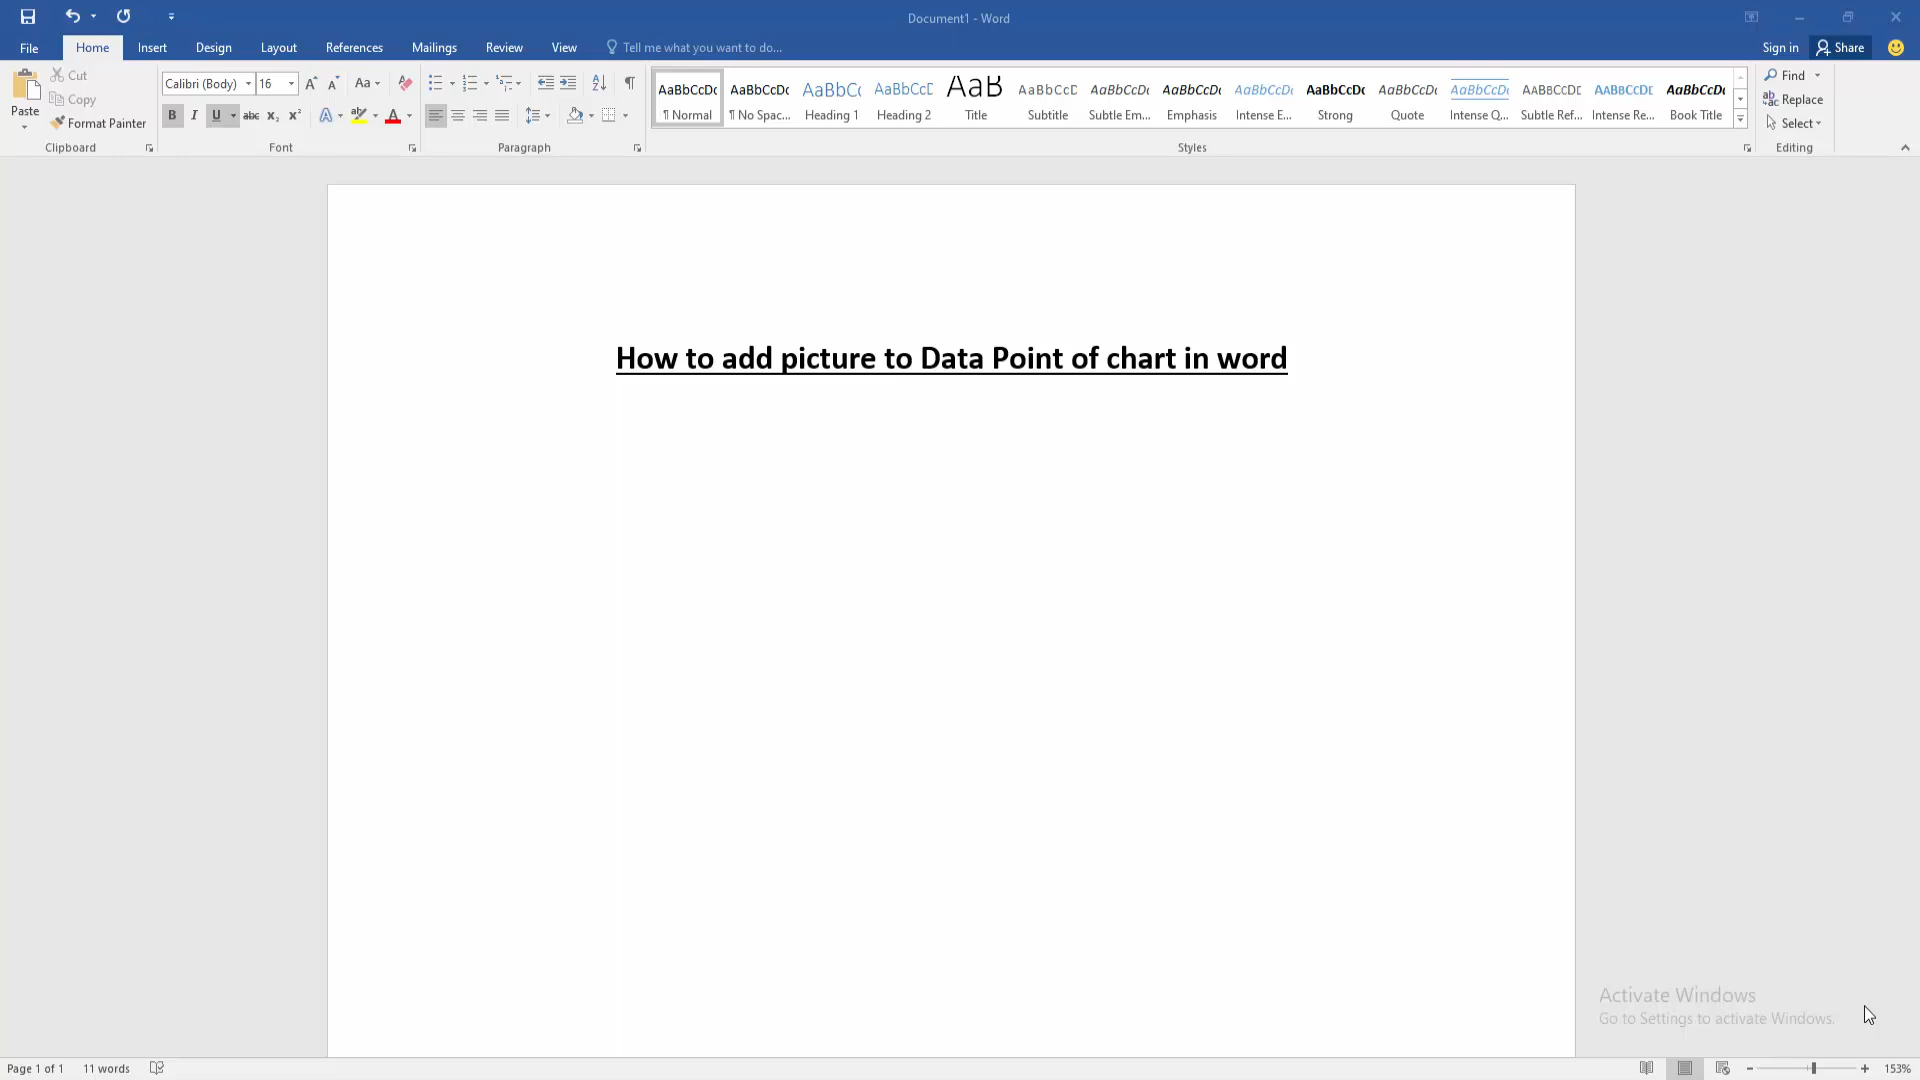 Document1 - Word
File Home Insert Design Layout References Mailings Review View Tell me what you want to do... Sign in Share
Paste
Cut
Copy
Format Painter
Clipboard
Calibri (Body) 16
Font
Paragraph
AaBbCcDc AaBbCcDc AaBbCc AaBbCcC AaB AaBbCcC AaBbCcDc AaBbCcDc AaBbCcDc AaBbCcDc AaBbCcDc AaBbCcDc AABBCCDE AABBCCDE AaBbCcDc
¶ Normal ¶ No Spac... Heading 1 Heading 2 Title Subtitle Subtle Em... Emphasis Intense E... Strong Quote Intense Q... Subtle Ref... Intense Re... Book Title
Styles
Find
Replace
Select
Editing
How to add picture to Data Point of chart in word
Activate Windows
Go to Settings to activate Windows.
Page 1 of 1 11 words 153%